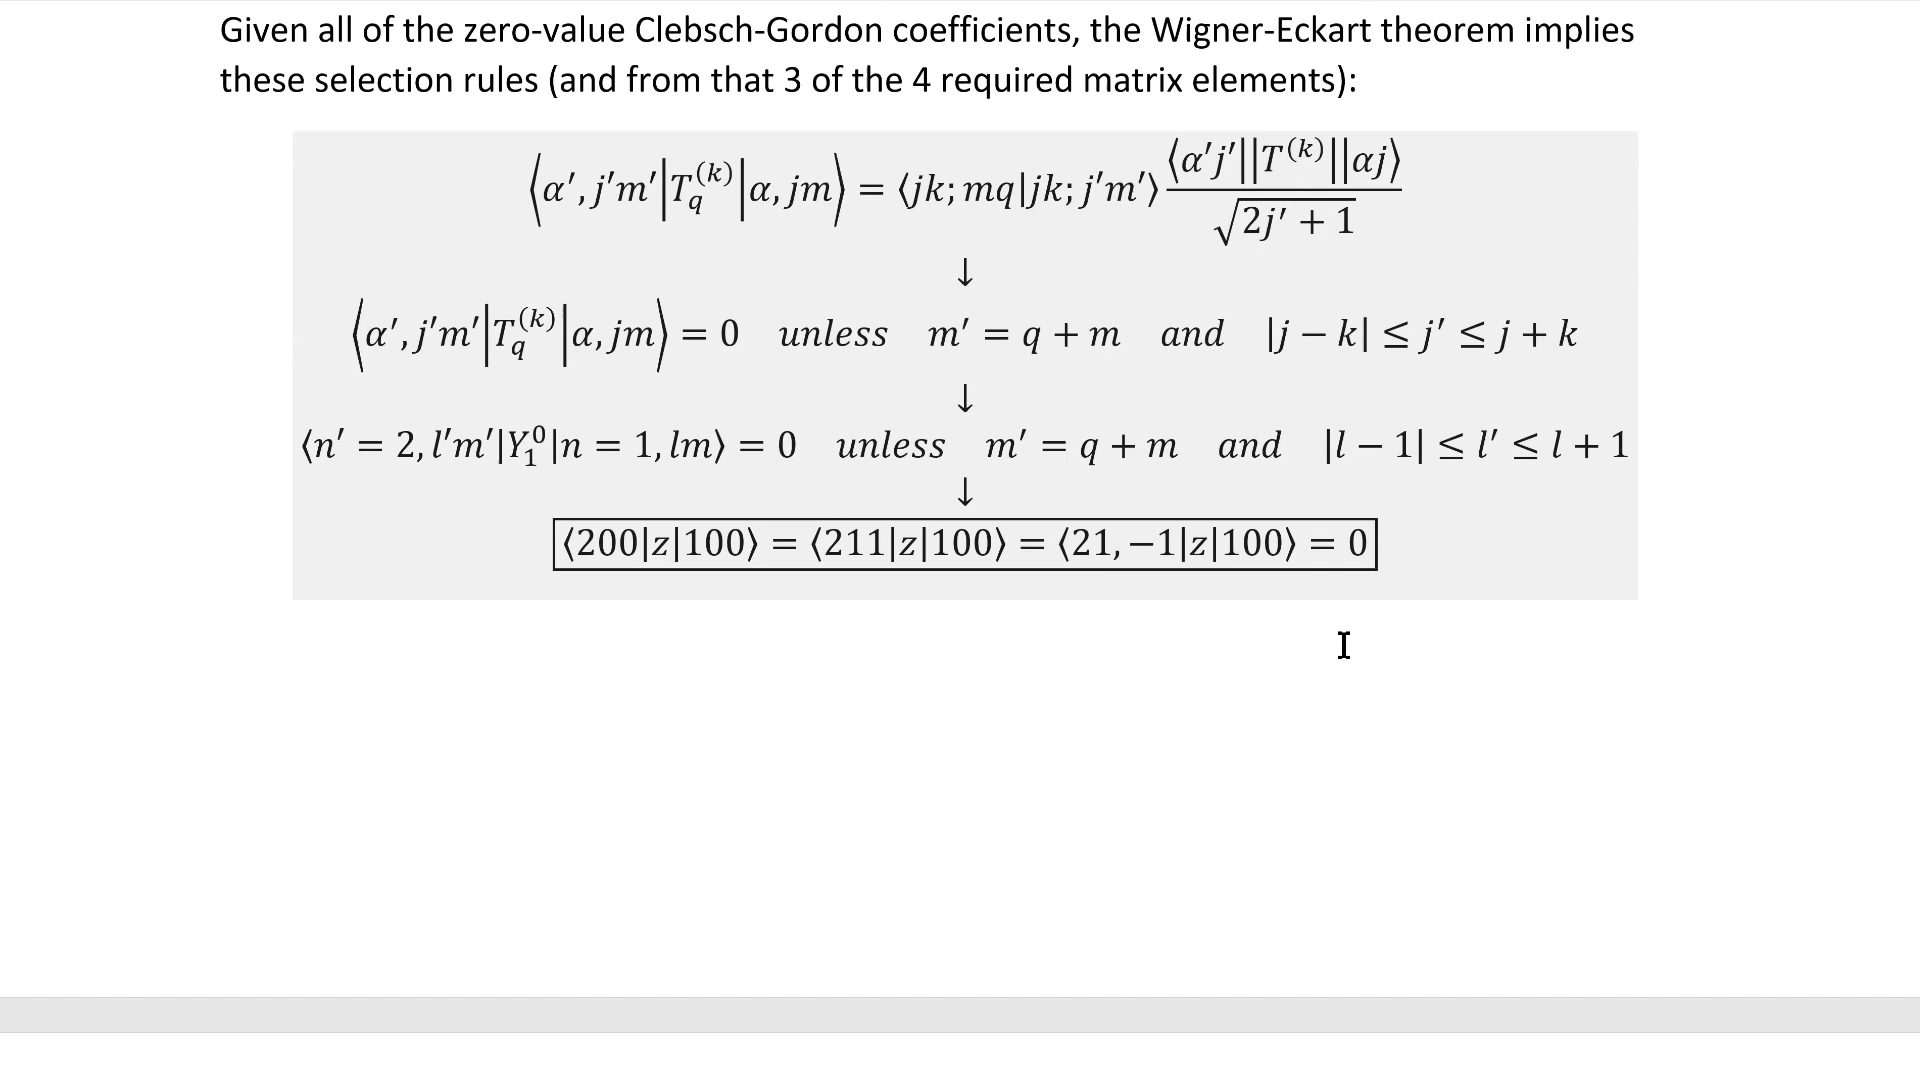 Given all of the zero-value Clebsch-Gordon coefficients, the Wigner-Eckart theorem implies
these selection rules (and from that 3 of the 4 required matrix elements):
⟨α′, j′m′|T_q^(k)|α, jm⟩ = ⟨jk; mq|jk; j′m′⟩ ⟨α′j′||T^(k)||αj⟩ / √(2j′ + 1)
↓
⟨α′, j′m′|T_q^(k)|α, jm⟩ = 0 unless m′ = q + m and |j − k| ≤ j′ ≤ j + k
↓
⟨n′ = 2, l′m′|Y_1^0|n = 1, lm⟩ = 0 unless m′ = q + m and |l − 1| ≤ l′ ≤ l + 1
↓
⟨200|z|100⟩ = ⟨211|z|100⟩ = ⟨21, −1|z|100⟩ = 0